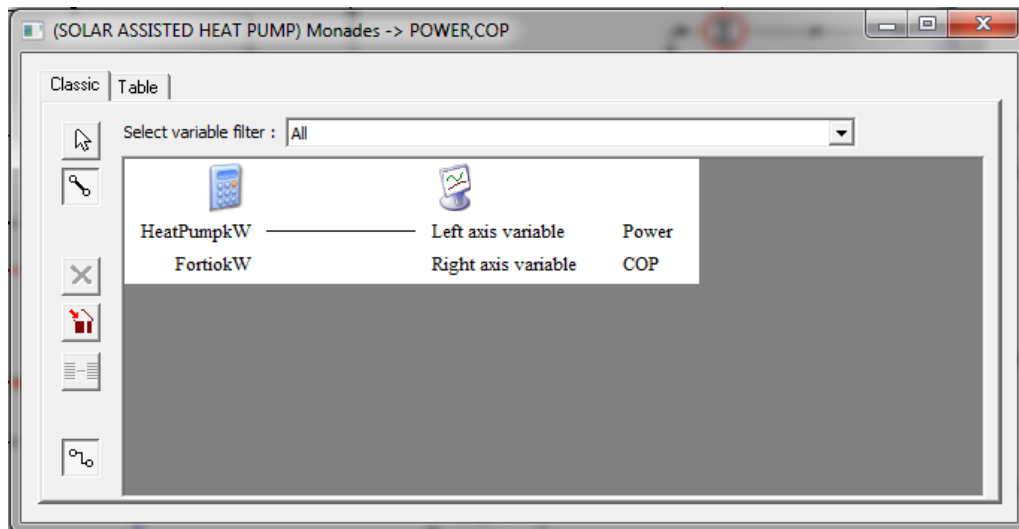 (SOLAR ASSISTED HEAT PUMP) Monades -> POWER,COP
Classic Table
Select variable filter : All
HeatPumpkW Left axis variable Power
FortiokW Right axis variable COP